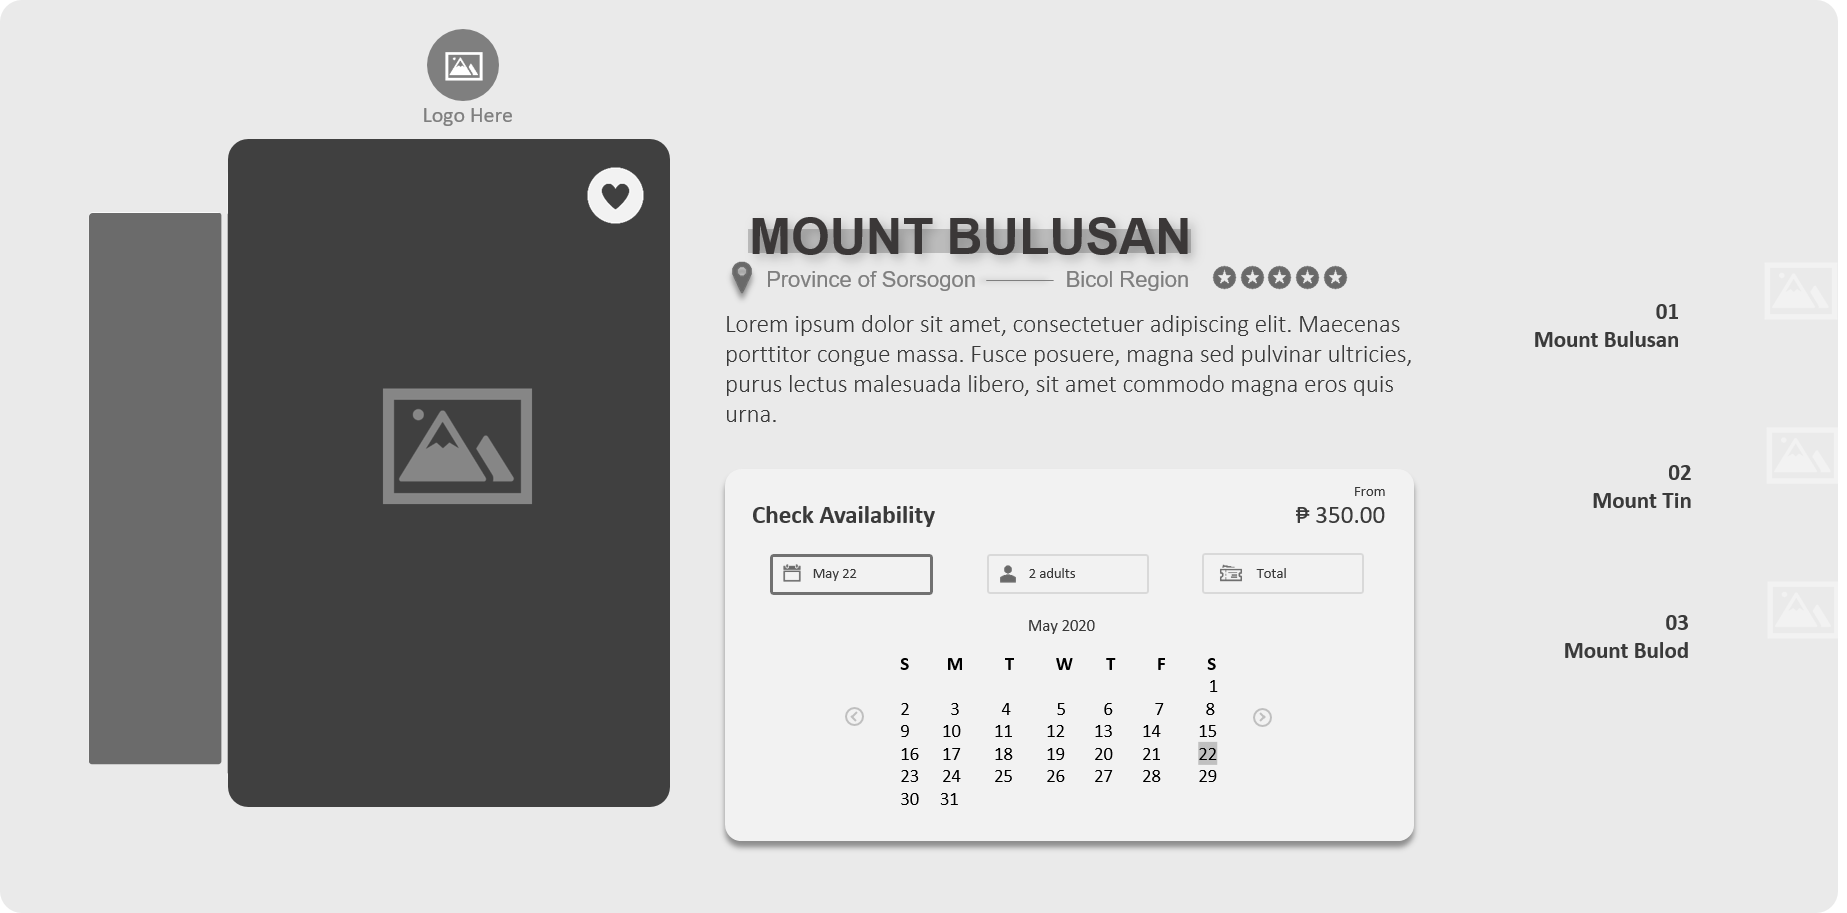 Logo Here
MOUNT BULUSAN
Province of Sorsogon Bicol Region
Lorem ipsum dolor sit amet, consectetuer adipiscing elit. Maecenas
porttitor congue massa. Fusce posuere, magna sed pulvinar ultricies,
purus lectus malesuada libero, sit amet commodo magna eros quis
urna.
From
Check Availability ₱ 350.00
May 22 2 adults Total
May 2020
S M T W T F S
1
2 3 4 5 6 7 8
9 10 11 12 13 14 15
16 17 18 19 20 21 22
23 24 25 26 27 28 29
30 31
01
Mount Bulusan
02
Mount Tin
03
Mount Bulod